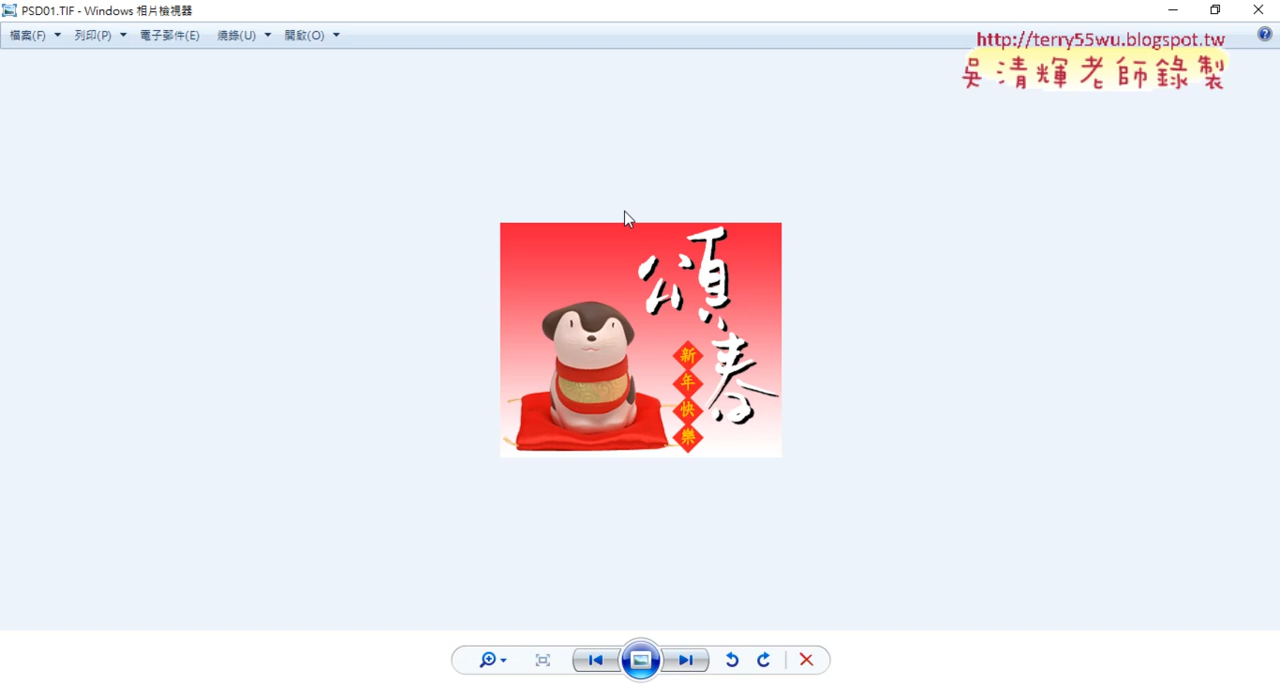 PSD01.TIF - Windows 相片檢視器
檔案(F) 列印(P) 電子郵件(E) 燒錄(U) 開啟(O)
http://terry55wu.blogspot.tw
吳清輝老師錄製
頌春
新年快樂